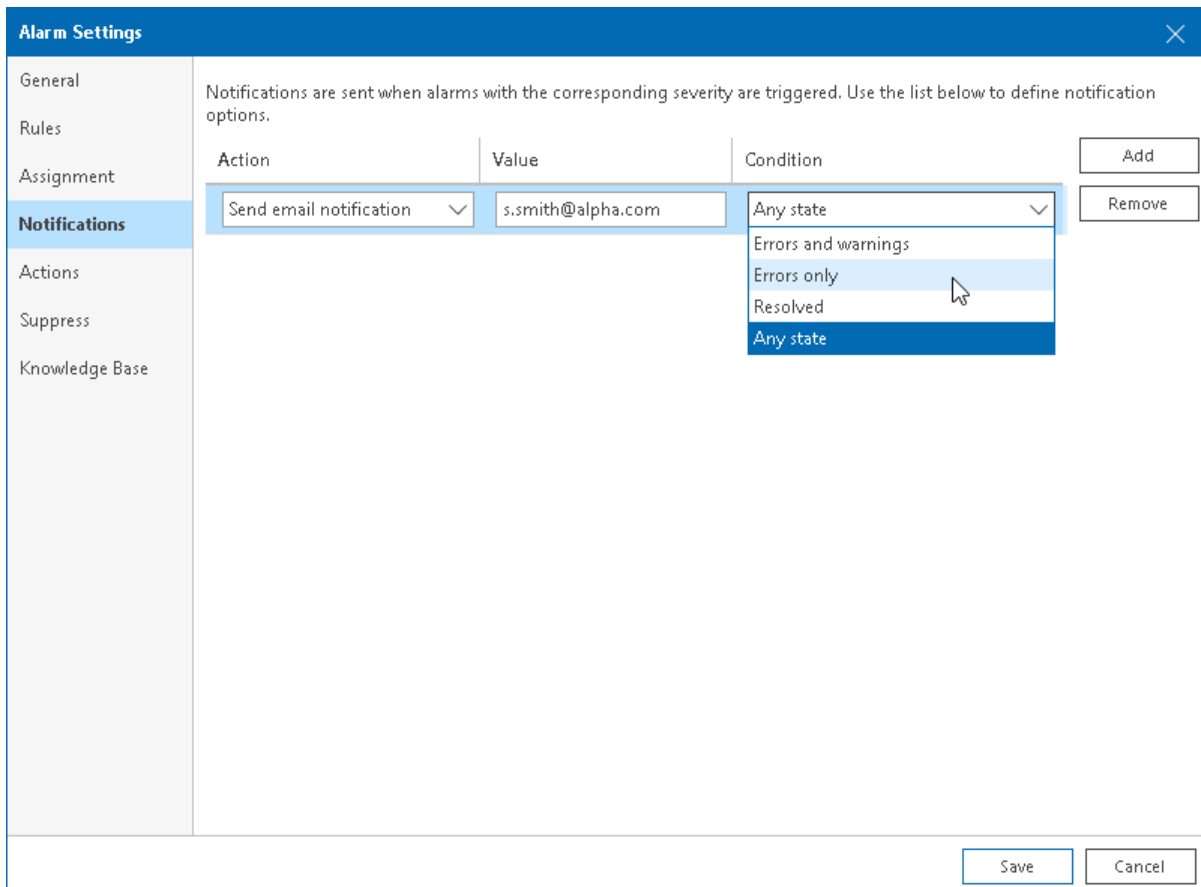 Alarm Settings
General
Rules
Assignment
Notifications
Actions
Suppress
Knowledge Base
Notifications are sent when alarms with the corresponding severity are triggered. Use the list below to define notification
options.
Action Value Condition
Add
Send email notification s.smith@alpha.com Any state
Remove
Errors and warnings
Errors only
Resolved
Any state
Save Cancel